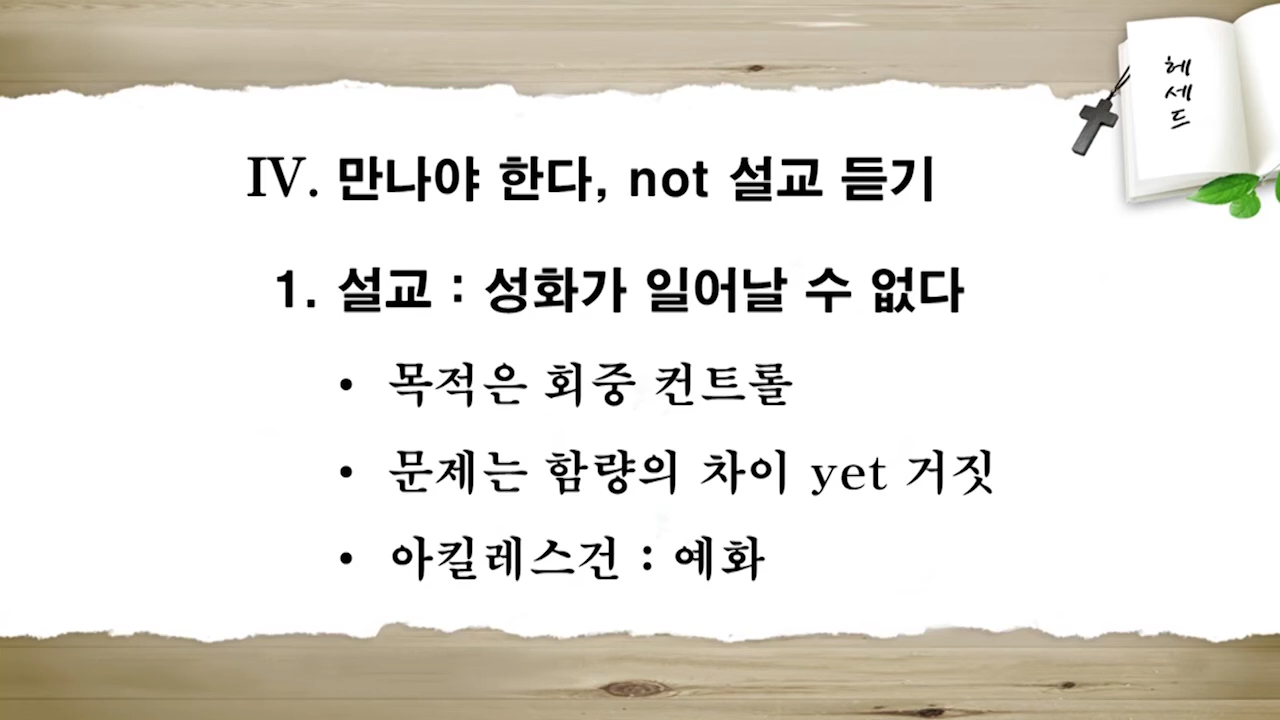 헤
세
드
IV. 만나야 한다, not 설교 듣기
1. 설교 : 성화가 일어날 수 없다
• 목적은 회중 컨트롤
• 문제는 함량의 차이 yet 거짓
• 아킬레스건 : 예화